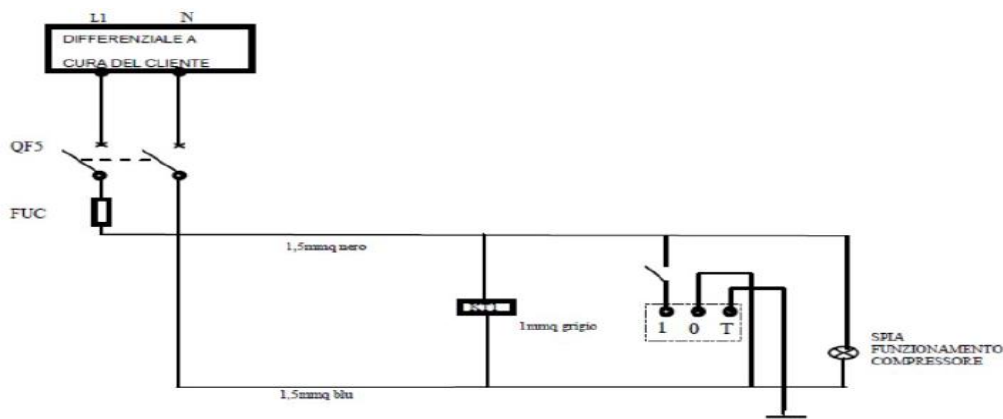 L1 N
DIFFERENZIALE A
CURA DEL CLIENTE
QF5
FUC
1,5mmq nero
1mmq grigio
1 0 T
SPIA
FUNZIONAMENTO
COMPRESSORE
1,5mmq blu